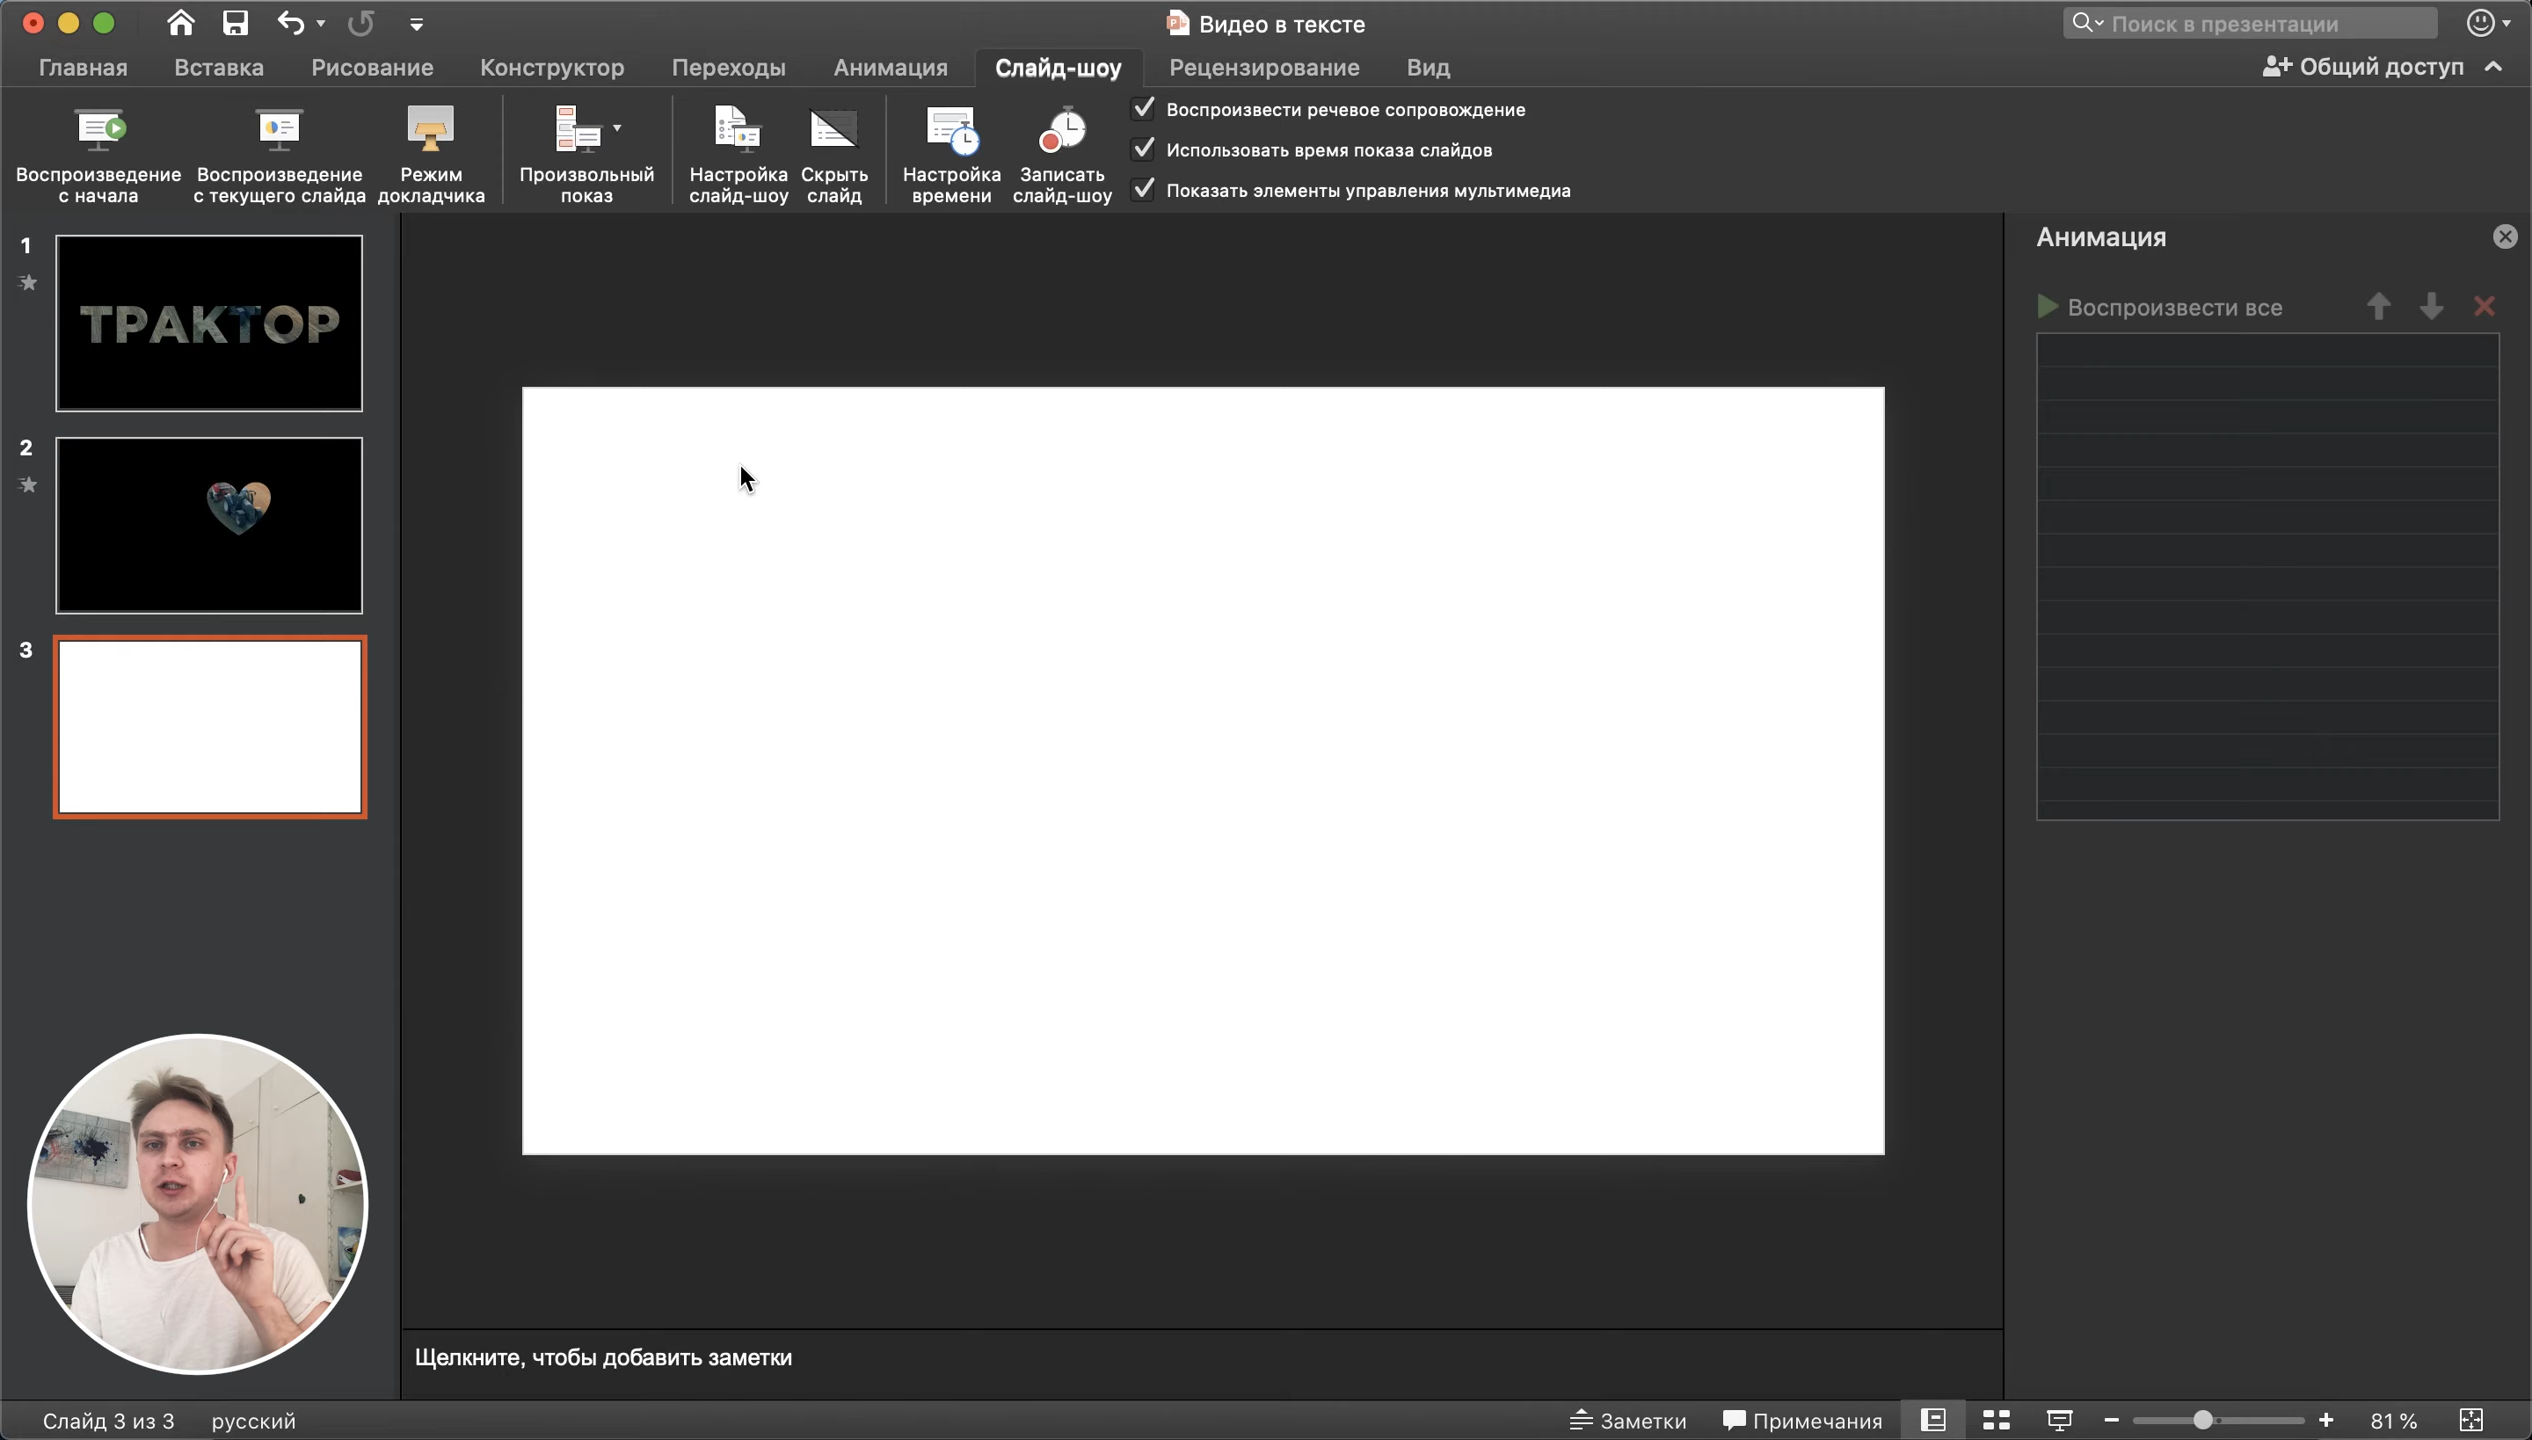 Видео в тексте
Поиск в презентации
Главная
Вставка
Рисование
Конструктор
Переходы
Анимация
Слайд-шоу
Рецензирование
Вид
Общий доступ
Воспроизведение
с начала
Воспроизведение
с текущего слайда
Режим
докладчика
Произвольный
показ
Настройка
слайд-шоу
Скрыть
слайд
Настройка
времени
Записать
слайд-шоу
Воспроизвести речевое сопровождение
Использовать время показа слайдов
Показать элементы управления мультимедиа
1
ТРАКТОР
2
3
Анимация
Воспроизвести все
Щелкните, чтобы добавить заметки
Слайд 3 из 3
русский
Заметки
Примечания
81 %